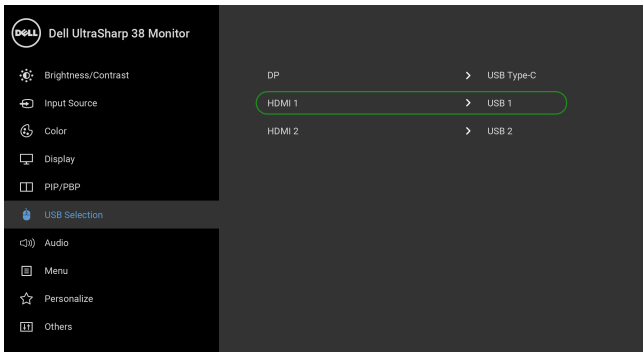 DELL Dell UltraSharp 38 Monitor
Brightness/Contrast
Input Source
Color
Display
PIP/PBP
USB Selection
Audio
Menu
Personalize
Others
DP > USB Type-C
HDMI 1 > USB 1
HDMI 2 > USB 2